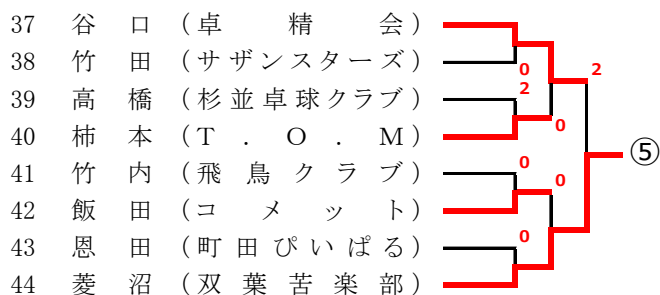 37 谷口 (卓精会)
38 竹田 (サザンスターズ)
0
39 高橋 (杉並卓球クラブ)
2
40 柿本 (T.O.M)
0
2
41 竹内 (飛鳥クラブ)
0
42 飯田 (コメット)
0
43 恩田 (町田ぴいぱる)
0
44 菱沼 (双葉苦楽部)
⑤